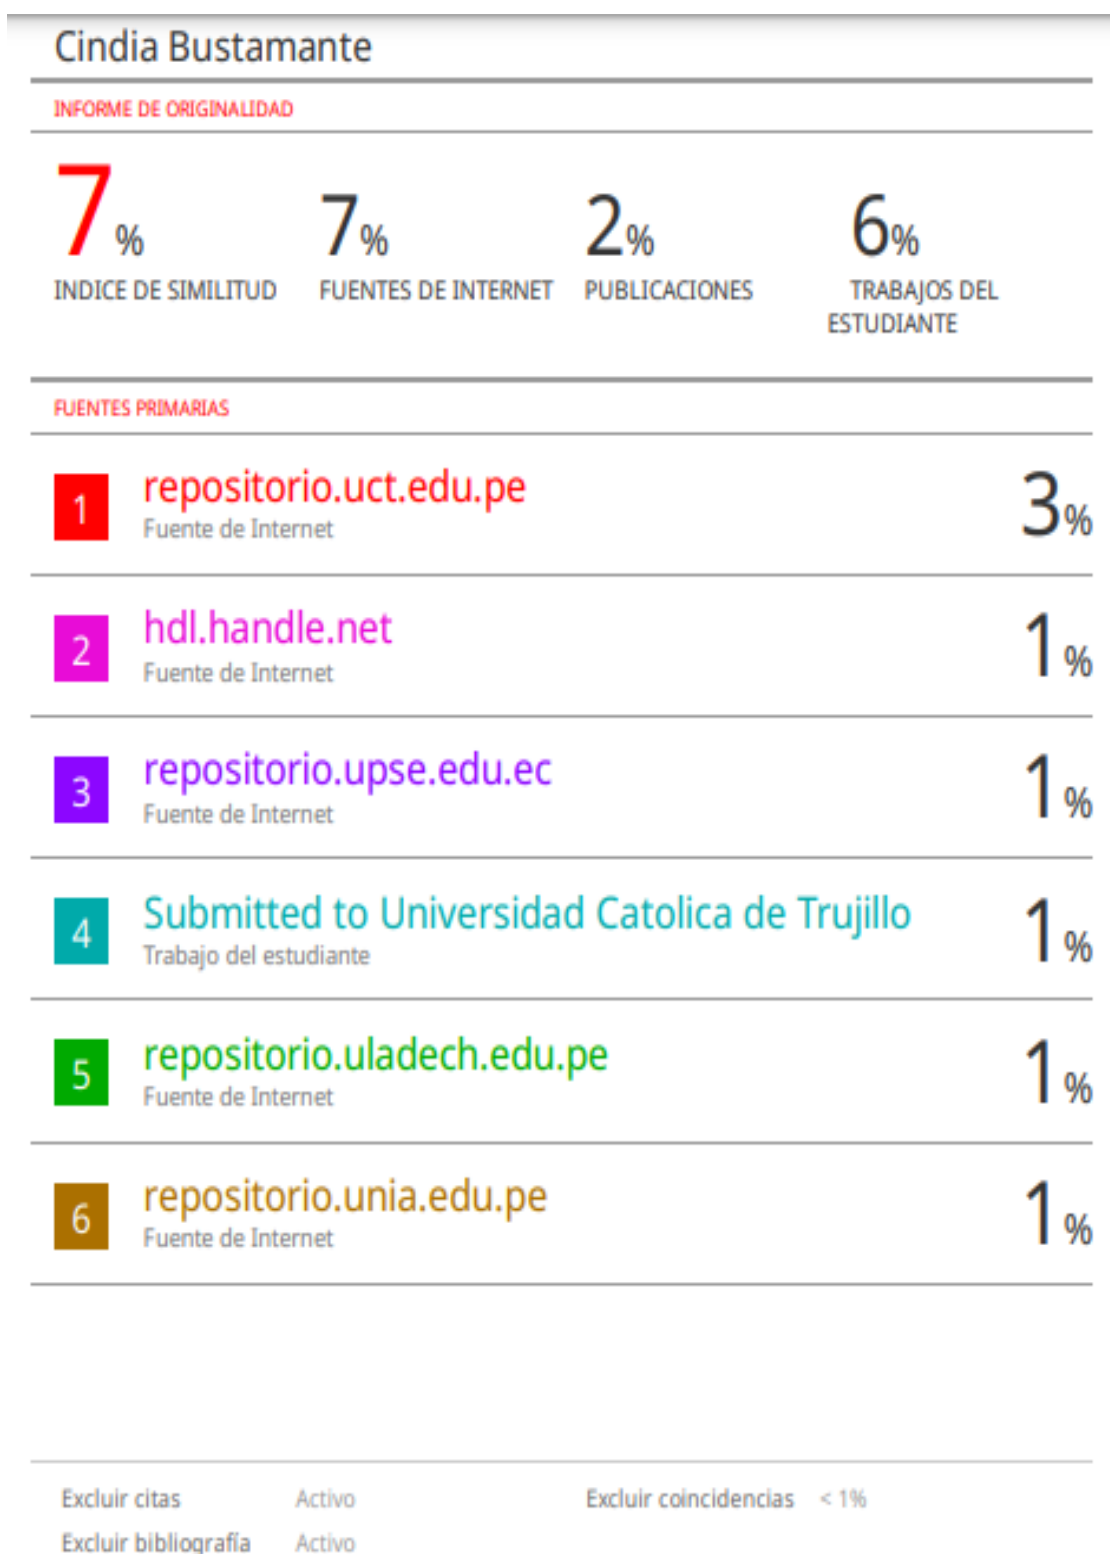 Cindia Bustamante
INFORME DE ORIGINALIDAD
7% 7% 2% 6%
INDICE DE SIMILITUD FUENTES DE INTERNET PUBLICACIONES TRABAJOS DEL
ESTUDIANTE
FUENTES PRIMARIAS
1 repositorio.uct.edu.pe 3%
Fuente de Internet
2 hdl.handle.net 1%
Fuente de Internet
3 repositorio.upse.edu.ec 1%
Fuente de Internet
4 Submitted to Universidad Catolica de Trujillo 1%
Trabajo del estudiante
5 repositorio.uladech.edu.pe 1%
Fuente de Internet
6 repositorio.unia.edu.pe 1%
Fuente de Internet
Excluir citas Activo Excluir coincidencias < 1%
Excluir bibliografía Activo